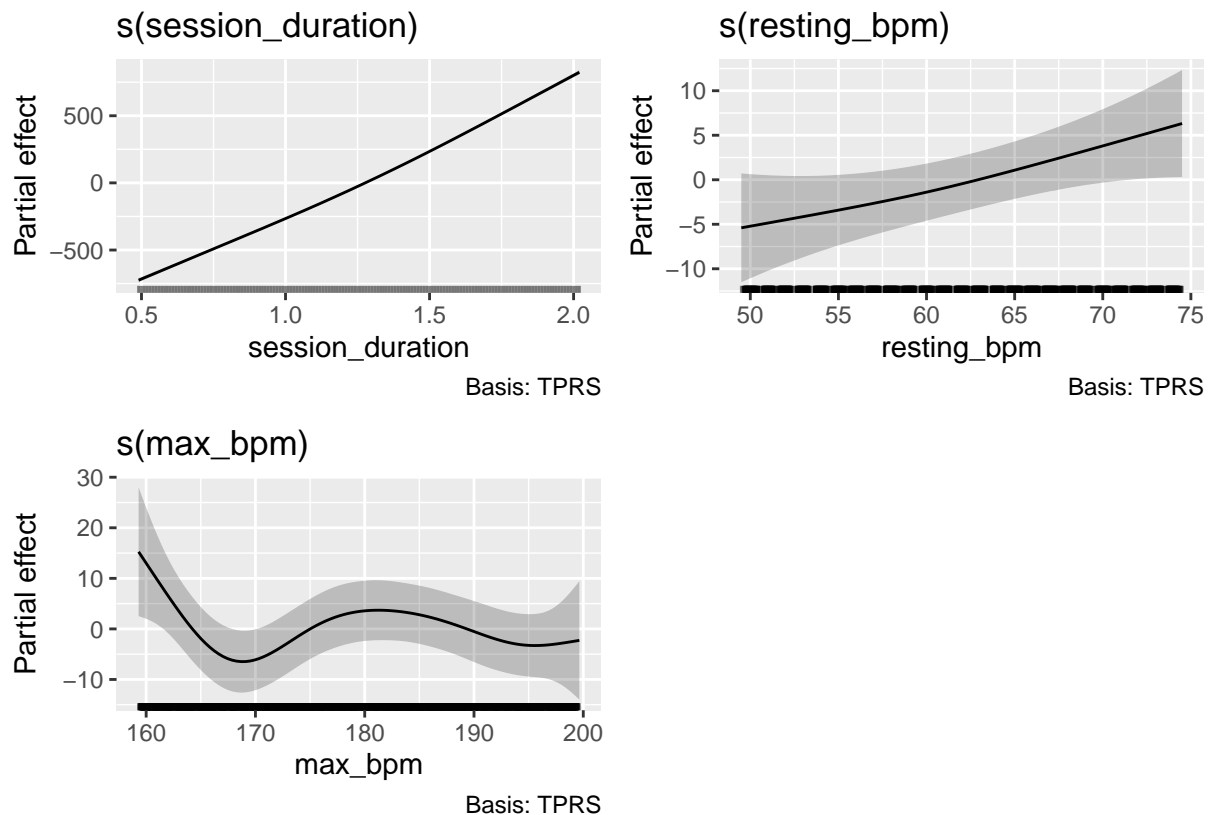 s(session_duration)
Partial effect
500
0
−500
0.5 1.0 1.5 2.0
session_duration
Basis: TPRS
s(resting_bpm)
Partial effect
10
5
0
−5
−10
50 55 60 65 70 75
resting_bpm
Basis: TPRS
s(max_bpm)
Partial effect
30
20
10
0
−10
160 170 180 190 200
max_bpm
Basis: TPRS